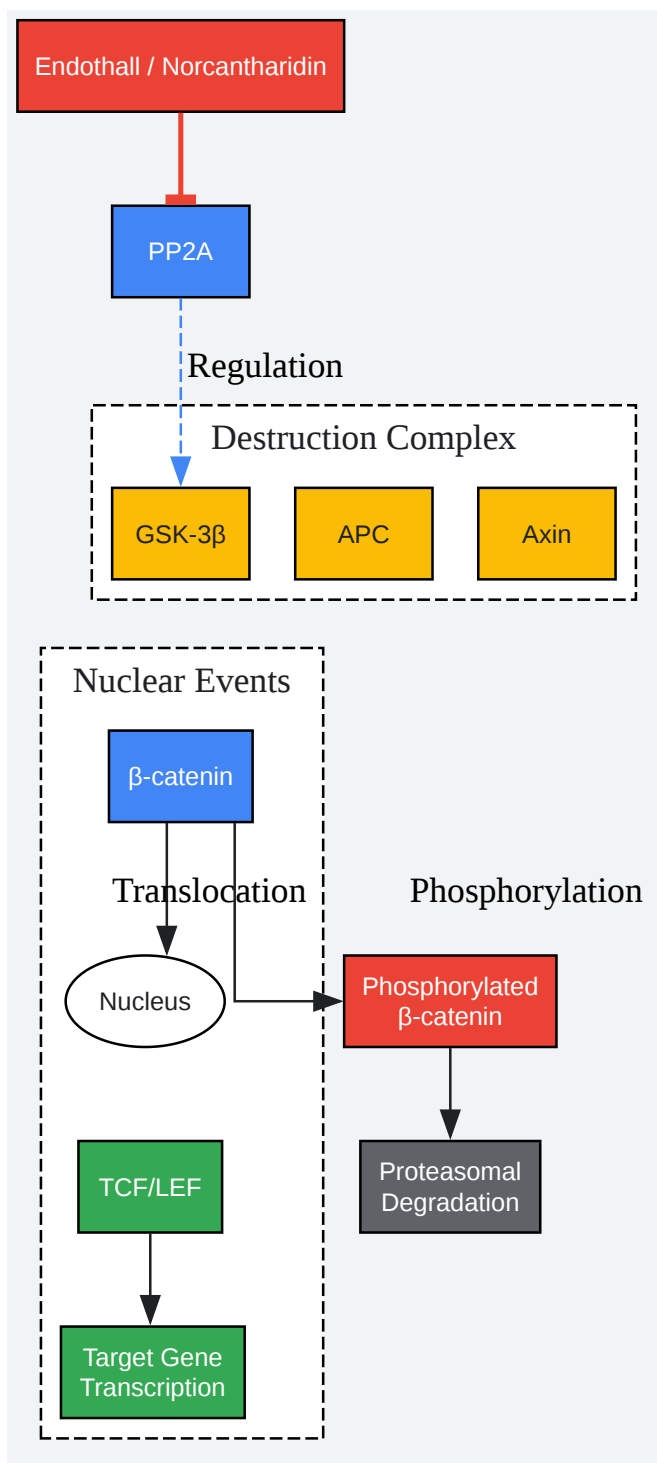 Endothall / Norcantharidin
PP2A
Regulation
Destruction Complex
GSK-3β
APC
Axin
Nuclear Events
β-catenin
Translocation
Phosphorylation
Nucleus
Phosphorylated
β-catenin
TCF/LEF
Proteasomal
Degradation
Target Gene
Transcription